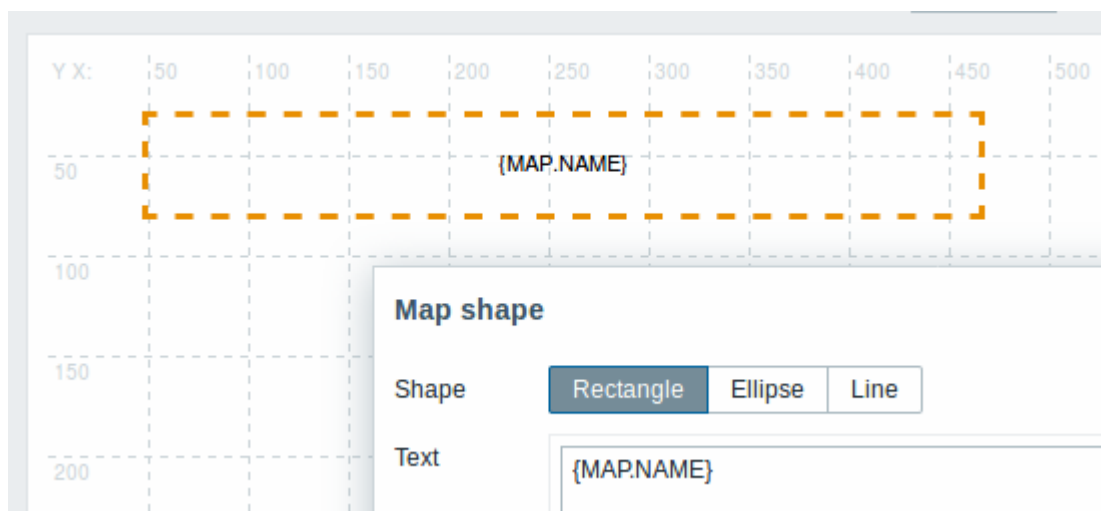 Y X: 50 100 150 200 250 300 350 400 450 500
50
{MAP.NAME}
100
Map shape
150
Shape Rectangle Ellipse Line
Text
200
{MAP.NAME}